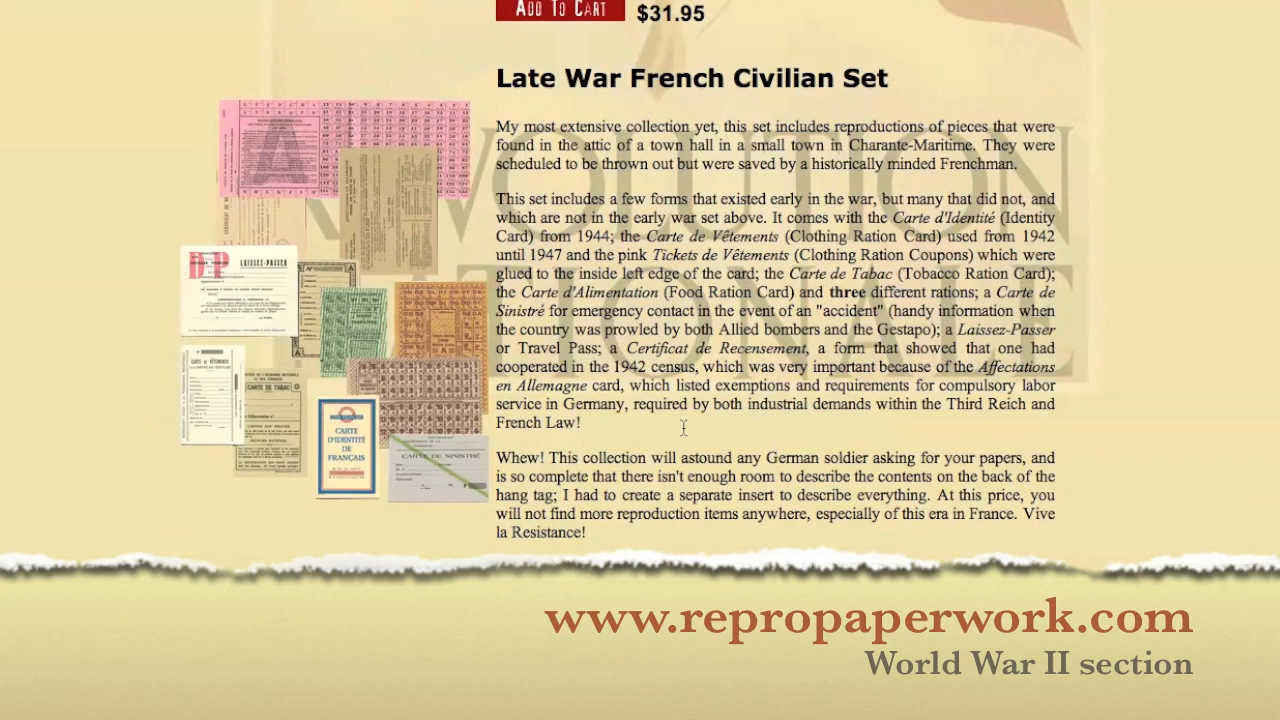 ADD TO CART $31.95
Late War French Civilian Set
My most extensive collection yet, this set includes reproductions of pieces that were
found in the attic of a town hall in a small town in Charante-Maritime. They were
scheduled to be thrown out but were saved by a historically minded Frenchman.
This set includes a few forms that existed early in the war, but many that did not, and
which are not in the early war set above. It comes with the Carte d'Identité (Identity
Card) from 1944; the Carte de Vêtements (Clothing Ration Card) used from 1942
until 1947 and the pink Tickets de Vêtements (Clothing Ration Coupons) which were
glued to the inside left edge of the card; the Carte de Tabac (Tobacco Ration Card);
the Carte d'Alimentation (Food Ration Card) and three different rations; a Carte de
Sinistré for emergency contact in the event of an "accident" (handy information when
the country was prowled by both Allied bombers and the Gestapo); a Laissez-Passer
or Travel Pass; a Certificat de Recensement, a form that showed that one had
cooperated in the 1942 census, which was very important because of the Affectations
en Allemagne card, which listed exemptions and requirements for compulsory labor
service in Germany, required by both industrial demands within the Third Reich and
French Law!
Whew! This collection will astound any German soldier asking for your papers, and
is so complete that there isn't enough room to describe the contents on the back of the
hang tag; I had to create a separate insert to describe everything. At this price, you
will not find more reproduction items anywhere, especially of this era in France. Vive
la Resistance!
LAISSEZ-PASSER
CARTE DE VÊTEMENTS
CARTE DE TABAC
CARTE
D'IDENTITÉ
DE
FRANÇAIS
CARTE DE SINISTRÉ
www.repropaperwork.com
World War II section